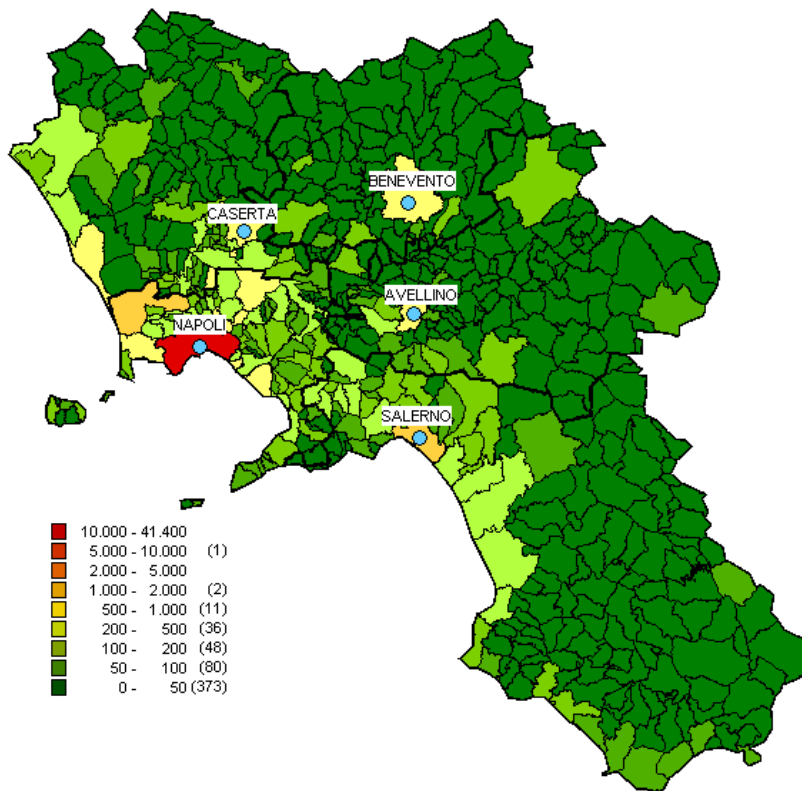 BENEVENTO
CASERTA
AVELLINO
NAPOLI
SALERNO
10.000 - 41.400
5.000 - 10.000 (1)
2.000 - 5.000
1.000 - 2.000 (2)
500 - 1.000 (11)
200 - 500 (36)
100 - 200 (48)
50 - 100 (80)
0 - 50 (373)